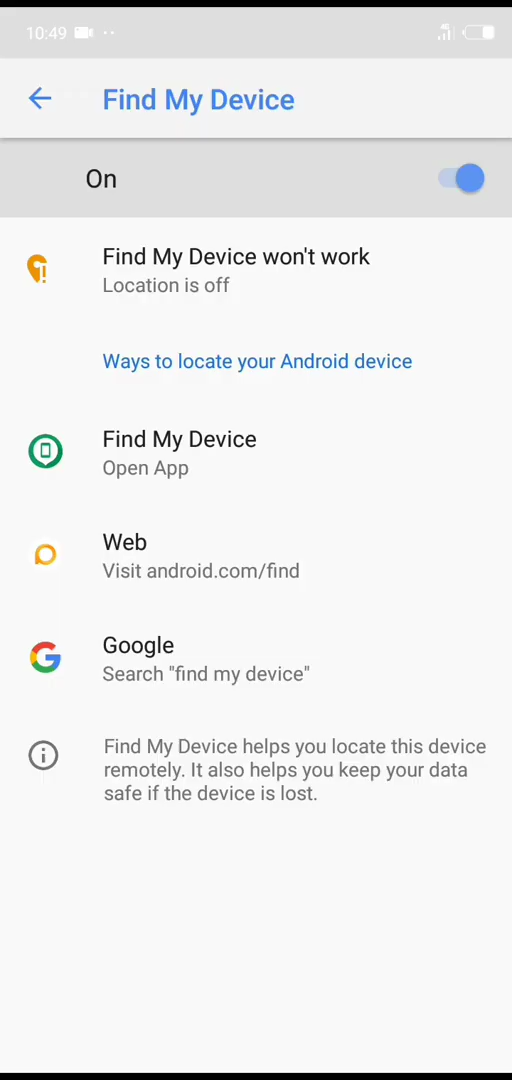 10:49
Find My Device
On
Find My Device won't work
Location is off
Ways to locate your Android device
Find My Device
Open App
Web
Visit android.com/find
Google
Search "find my device"
Find My Device helps you locate this device
remotely. It also helps you keep your data
safe if the device is lost.